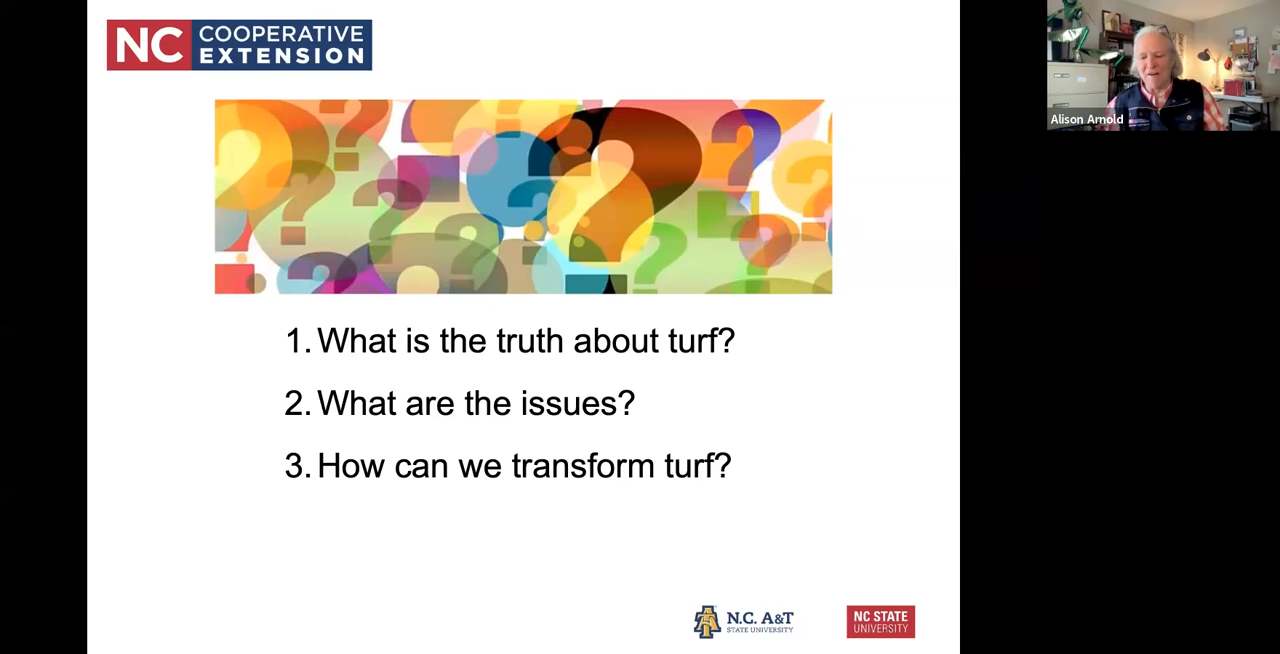 NC COOPERATIVE
EXTENSION
Alison Arnold
1. What is the truth about turf?
2. What are the issues?
3. How can we transform turf?
N.C. A&T
STATE UNIVERSITY
NC STATE
UNIVERSITY